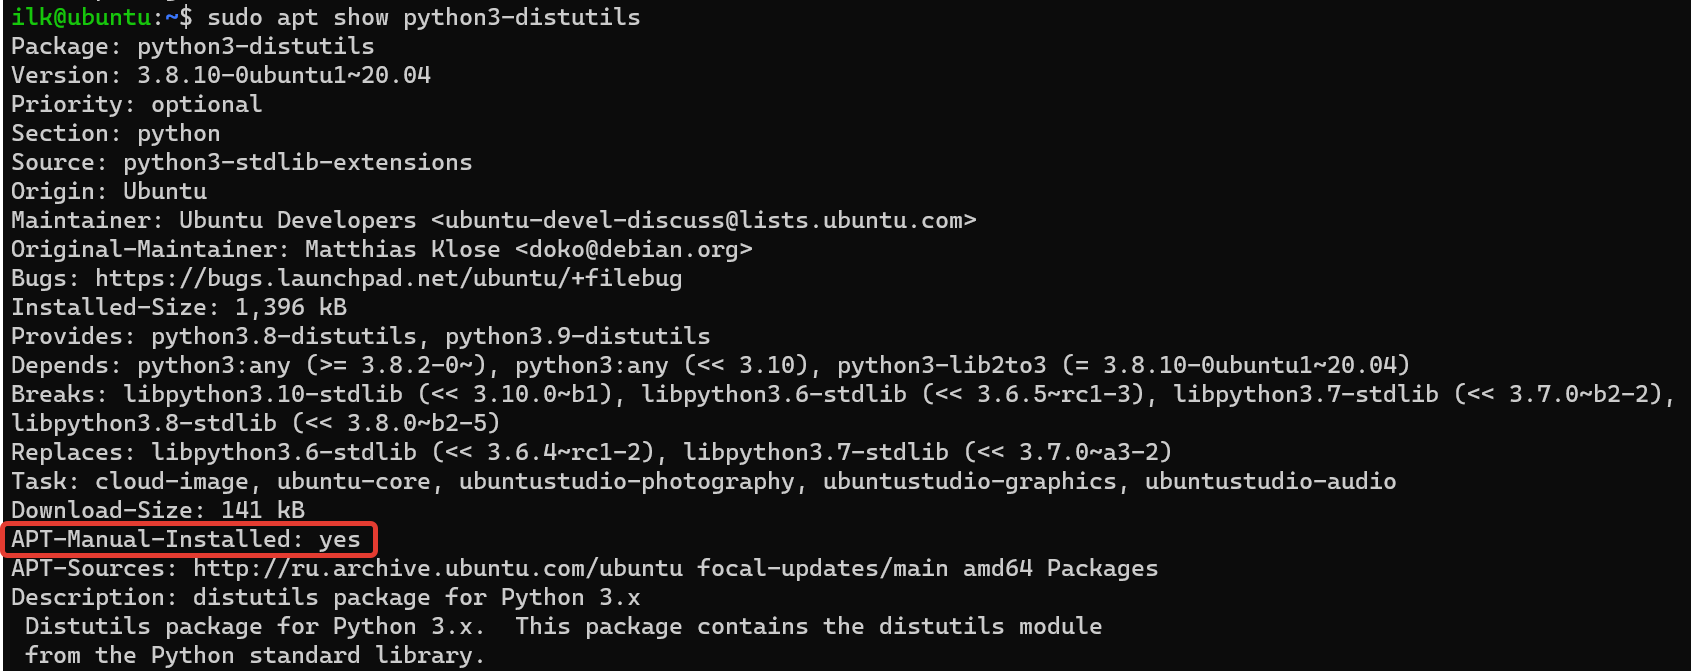 ilk@ubuntu:~$ sudo apt show python3-distutils
Package: python3-distutils
Version: 3.8.10-0ubuntu1~20.04
Priority: optional
Section: python
Source: python3-stdlib-extensions
Origin: Ubuntu
Maintainer: Ubuntu Developers <ubuntu-devel-discuss@lists.ubuntu.com>
Original-Maintainer: Matthias Klose <doko@debian.org>
Bugs: https://bugs.launchpad.net/ubuntu/+filebug
Installed-Size: 1,396 kB
Provides: python3.8-distutils, python3.9-distutils
Depends: python3:any (>= 3.8.2-0~), python3:any (<< 3.10), python3-lib2to3 (= 3.8.10-0ubuntu1~20.04)
Breaks: libpython3.10-stdlib (<< 3.10.0~b1), libpython3.6-stdlib (<< 3.6.5~rc1-3), libpython3.7-stdlib (<< 3.7.0~b2-2),
libpython3.8-stdlib (<< 3.8.0~b2-5)
Replaces: libpython3.6-stdlib (<< 3.6.4~rc1-2), libpython3.7-stdlib (<< 3.7.0~a3-2)
Task: cloud-image, ubuntu-core, ubuntustudio-photography, ubuntustudio-graphics, ubuntustudio-audio
Download-Size: 141 kB
APT-Manual-Installed: yes
APT-Sources: http://ru.archive.ubuntu.com/ubuntu focal-updates/main amd64 Packages
Description: distutils package for Python 3.x
 Distutils package for Python 3.x.  This package contains the distutils module
 from the Python standard library.